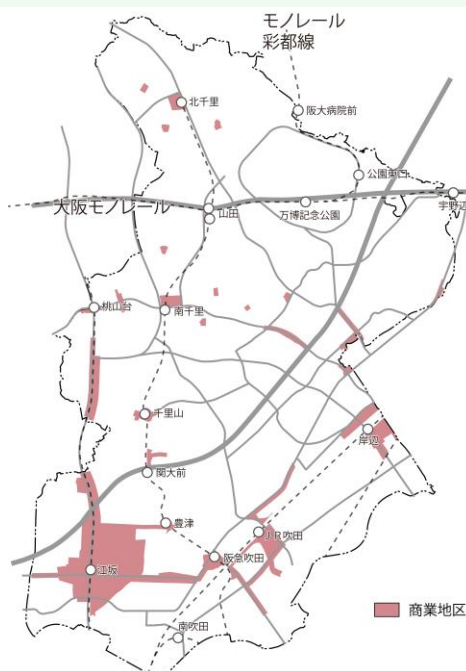 モノレール
彩都線
北千里
阪大病院前
公園東口
宇野辺
大阪モノレール
山田
万博記念公園
桃山台
南千里
千里山
岸辺
関大前
豊津
JR吹田
阪急吹田
江坂
南吹田
商業地区